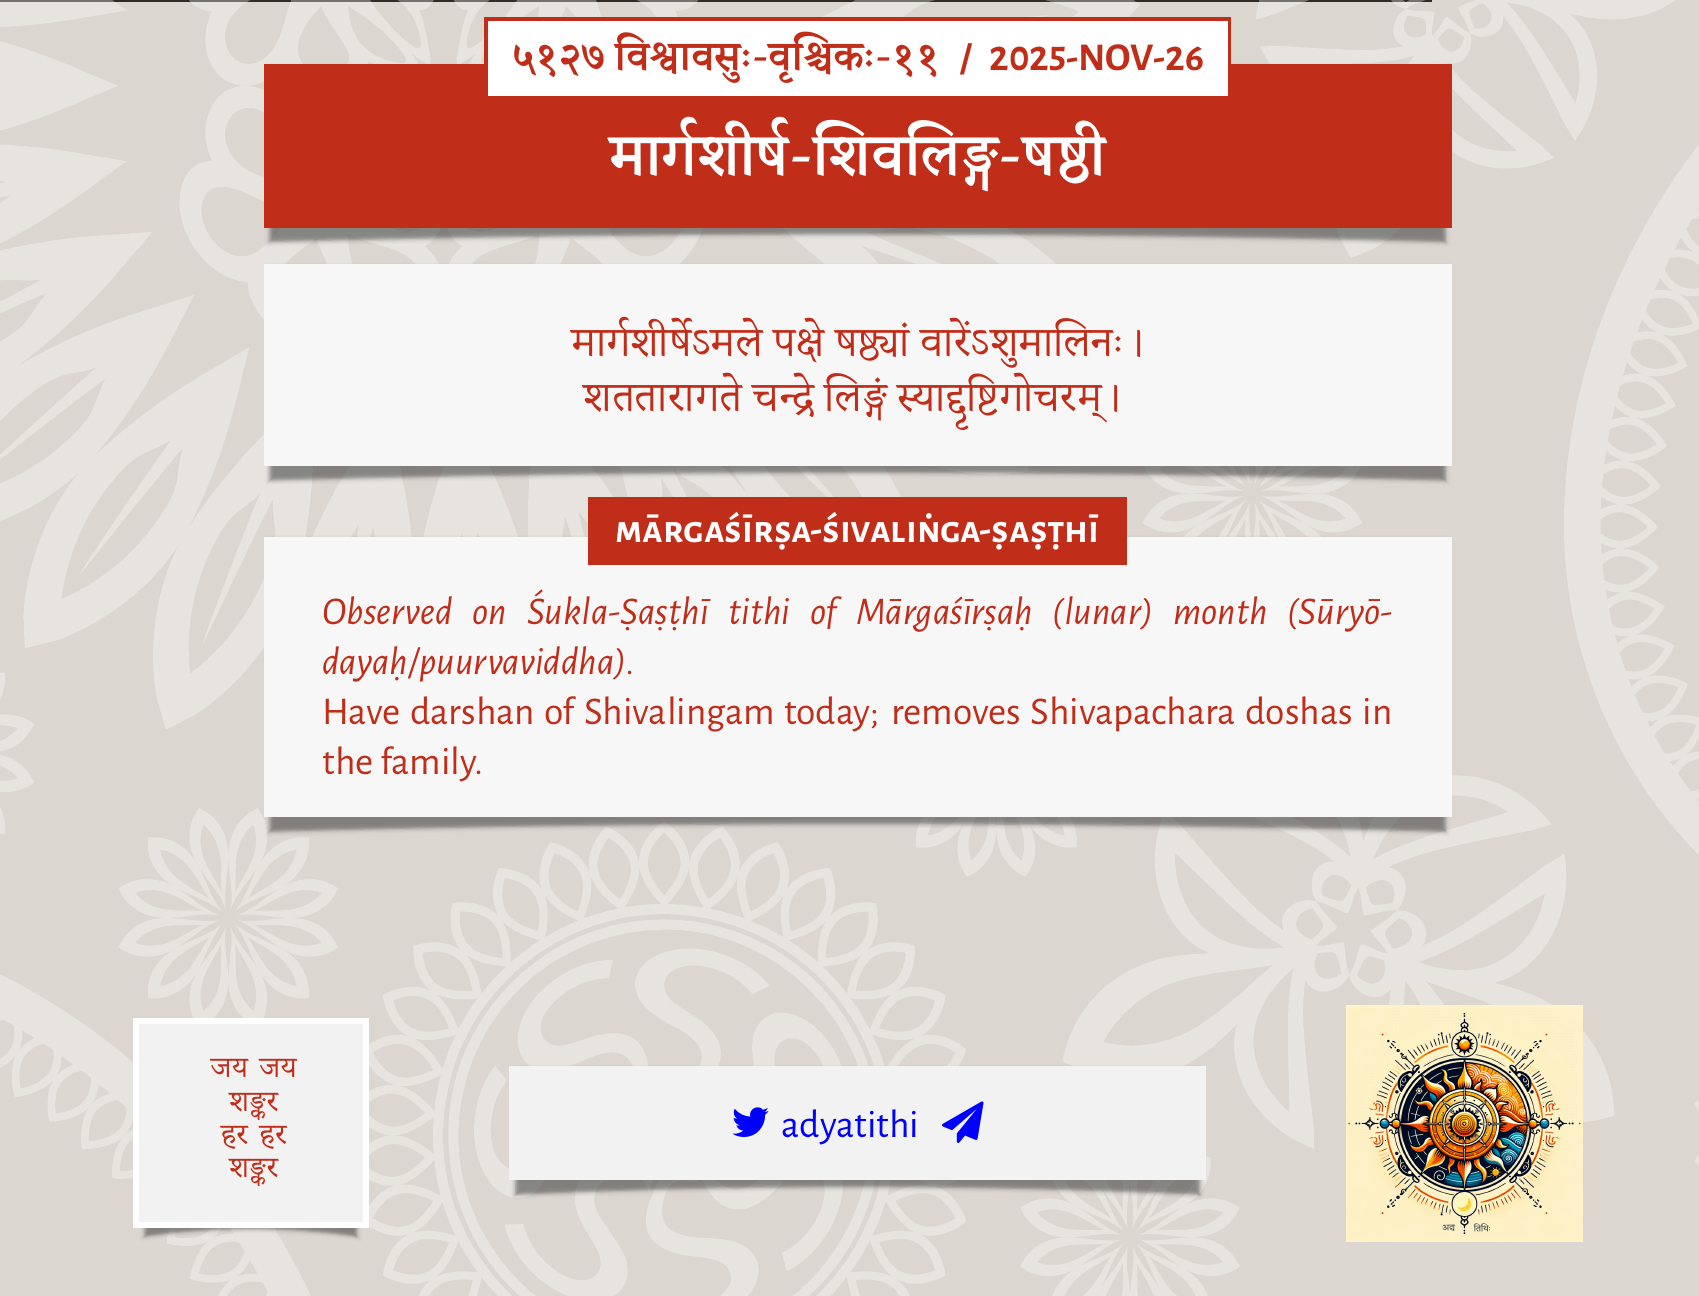 ५१२७ विश्वावसुः-वृश्चिकः-११ / 2025-NOV-26
मार्गशीर्ष-शिवलिङ्ग-षष्ठी
मार्गशीर्षेऽमले पक्षे षष्ठ्यां वारेंऽशुमालिनः ।
शततारागते चन्द्रे लिङ्गं स्याद्दृष्टिगोचरम् ।
MĀRGAŚĪRṢA-ŚIVALIṄGA-ṢAṢṬHĪ
Observed on Śukla-Ṣaṣṭhī tithi of Mārgaśīrṣaḥ (lunar) month (Sūryō-
dayaḥ/puurvaviddha).
Have darshan of Shivalingam today; removes Shivapachara doshas in
the family.
जय जय
शङ्कर
हर हर
शङ्कर
adyatithi
अद्य तिथिः